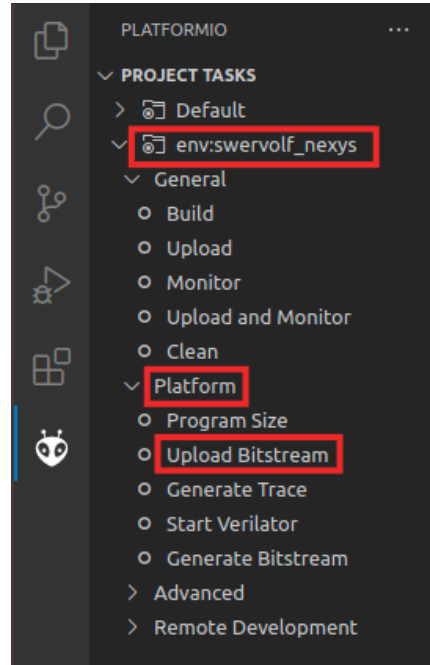 PLATFORMIO
PROJECT TASKS
Default
env:swervolf_nexys
General
Build
Upload
Monitor
Upload and Monitor
Clean
Platform
Program Size
Upload Bitstream
Generate Trace
Start Verilator
Generate Bitstream
Advanced
Remote Development